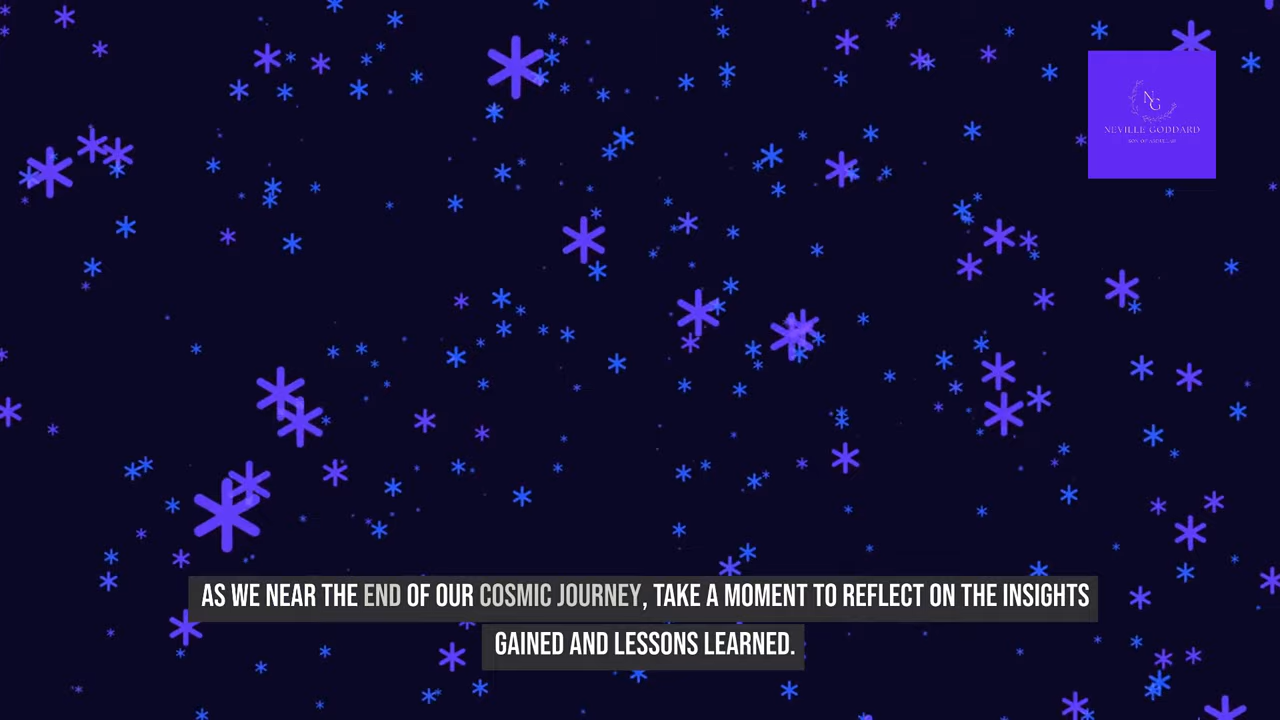 NG
NEVILLE GODDARD
AS WE NEAR THE END OF OUR COSMIC JOURNEY, TAKE A MOMENT TO REFLECT ON THE INSIGHTS
GAINED AND LESSONS LEARNED.